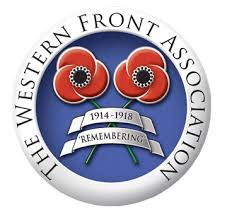 THE WESTERN FRONT ASSOCIATION
1914-1918
'REMEMBERING'